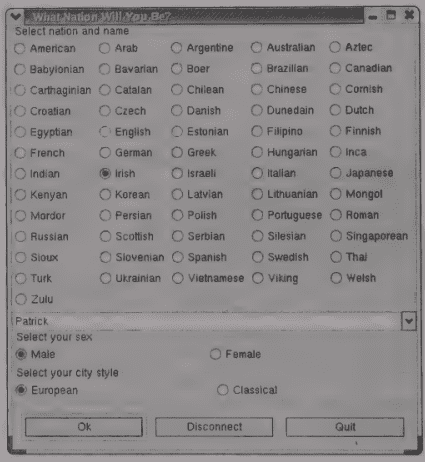 What Nation Will You Be?
Select nation and name
American Arab Argentine Australian Aztec
Babylonian Bavarian Boer Brazilian Canadian
Carthaginian Catalan Chilean Chinese Cornish
Croatian Czech Danish Dunedain Dutch
Egyptian English Estonian Filipino Finnish
French German Greek Hungarian Inca
Indian Irish Israeli Italian Japanese
Kenyan Korean Latvian Lithuanian Mongol
Mordor Persian Polish Portuguese Roman
Russian Scottish Serbian Silesian Singaporean
Sioux Slovenian Spanish Swedish Thai
Turk Ukrainian Vietnamese Viking Welsh
Zulu
Patrick
Select your sex
Male Female
Select your city style
European Classical
Ok Disconnect Quit